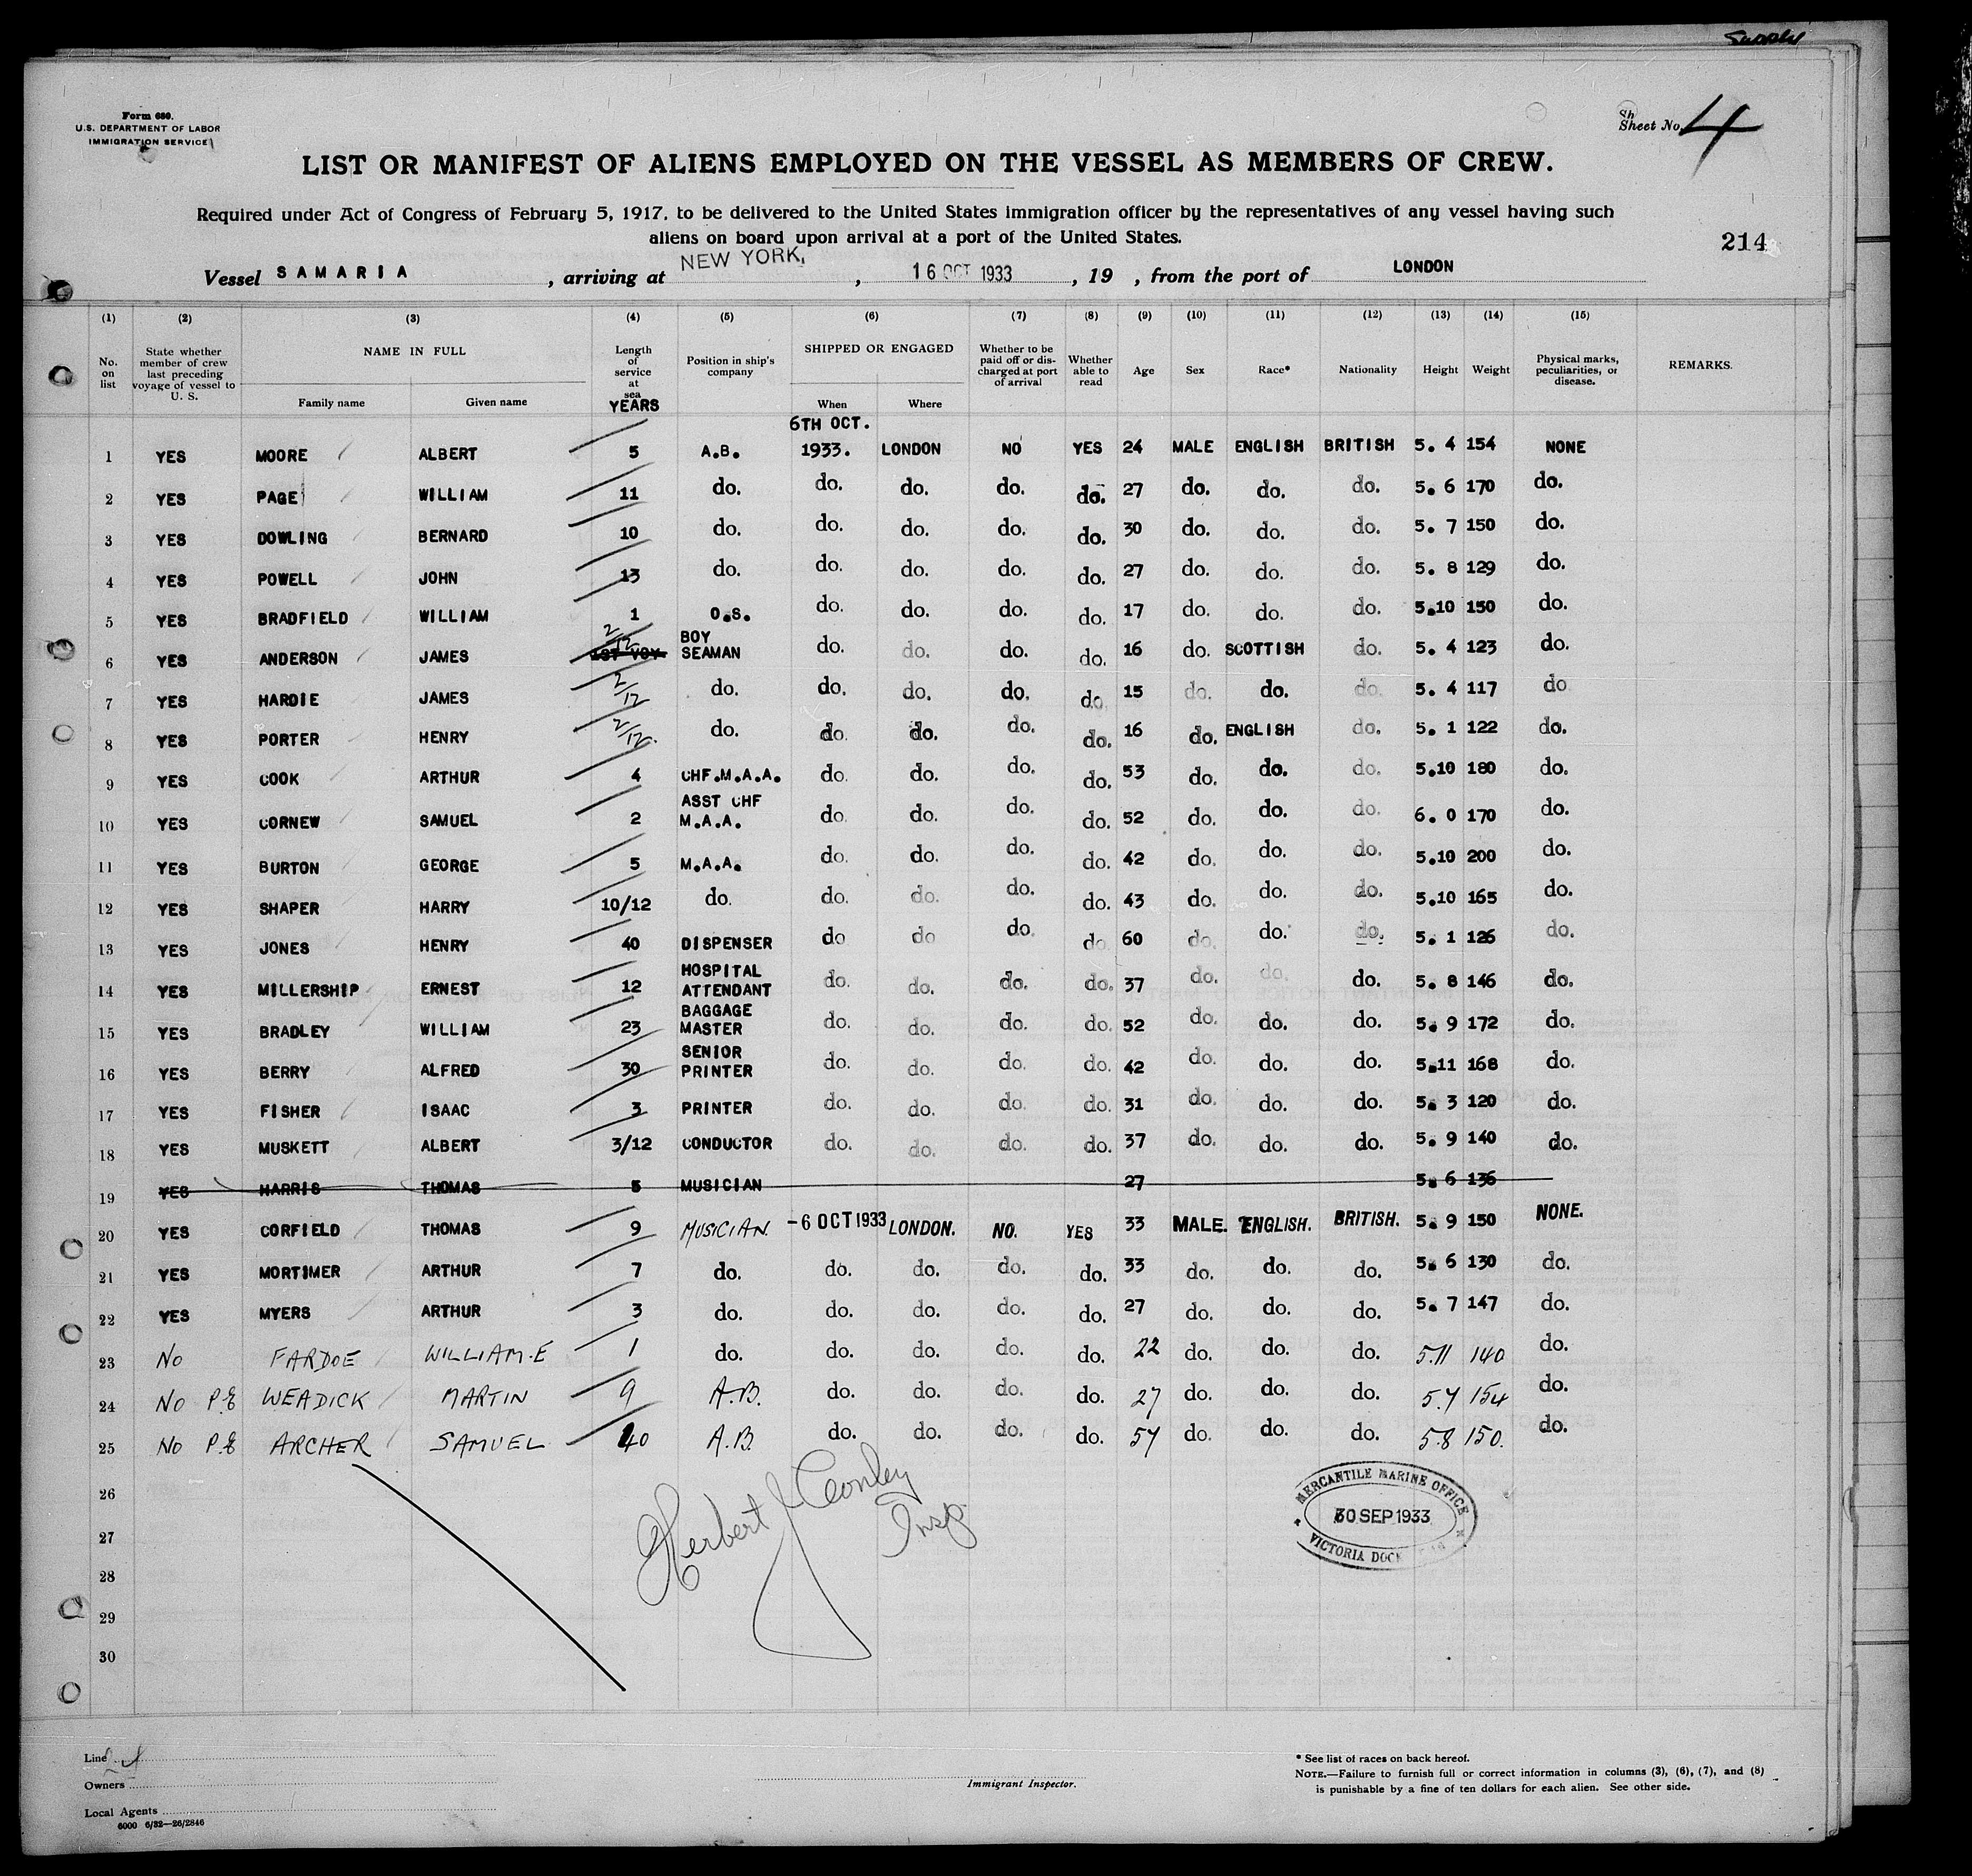 Form 680.
U.S. DEPARTMENT OF LABOR
IMMIGRATION SERVICE
Sheet No. 4
LIST OR MANIFEST OF ALIENS EMPLOYED ON THE VESSEL AS MEMBERS OF CREW.
Required under Act of Congress of February 5, 1917, to be delivered to the United States immigration officer by the representatives of any vessel having such
aliens on board upon arrival at a port of the United States.
214
Vessel SAMARIA, arriving at NEW YORK, , 16 OCT 1933, 19 , from the port of LONDON
(1) (2) (3) (4) (5) (6) (7) (8) (9) (10) (11) (12) (13) (14) (15)
No. on list State whether member of crew last preceding voyage of vessel to U. S. NAME IN FULL Family name Given name Length of service at sea YEARS Position in ship's company SHIPPED OR ENGAGED When Where Whether to be paid off or discharged at port of arrival Whether able to read Age Sex Race* Nationality Height Weight Physical marks, peculiarities, or disease. REMARKS.
6TH OCT.
1 YES MOORE ALBERT 5 A.B. 1933. LONDON NO YES 24 MALE ENGLISH BRITISH 5. 4 154 NONE
2 YES PAGE WILLIAM 11 do. do. do. do. do. 27 do. do. do. 5. 6 170 do.
3 YES DOWLING BERNARD 10 do. do. do. do. do. 30 do. do. do. 5. 7 150 do.
4 YES POWELL JOHN 13 do. do. do. do. do. 27 do. do. do. 5. 8 129 do.
5 YES BRADFIELD WILLIAM 1 O.S. do. do. do. do. 17 do. do. do. 5.10 150 do.
6 YES ANDERSON JAMES 1ST VOY 2/12 BOY SEAMAN do. do. do. do. 16 do. SCOTTISH do. 5. 4 123 do.
7 YES HARDIE JAMES 2/12 do. do. do. do. do. 15 do. do. do. 5. 4 117 do
8 YES PORTER HENRY 2/12. do. do. do. do. do. 16 do. ENGLISH do. 5. 1 122 do.
9 YES COOK ARTHUR 4 CHF.M.A.A. do. do. do. do. 53 do. do. do. 5.10 180 do.
10 YES CORNEW SAMUEL 2 ASST CHF M.A.A. do. do. do. do. 52 do. do. do. 6. 0 170 do.
11 YES BURTON GEORGE 5 M.A.A. do. do. do. do. 42 do. do. do. 5.10 200 do.
12 YES SHAPER HARRY 10/12 do. do. do. do. do. 43 do. do. do. 5.10 165 do.
13 YES JONES HENRY 40 DISPENSER do do do. do 60 do. do. do. 5. 1 126 do.
14 YES MILLERSHIP ERNEST 12 HOSPITAL ATTENDANT do. do. do. do. 37 do. do. do. 5. 8 146 do.
15 YES BRADLEY WILLIAM 23 BAGGAGE MASTER do. do. do. do. 52 do. do. do. 5. 9 172 do.
16 YES BERRY ALFRED 30 SENIOR PRINTER do. do. do. do. 42 do. do. do. 5.11 168 do.
17 YES FISHER ISAAC 3 PRINTER do. do. do. do. 31 do. do. do. 5. 3 120 do.
18 YES MUSKETT ALBERT 3/12 CONDUCTOR do. do. do. do. 37 do. do. do. 5. 9 140 do.
19 YES HARRIS THOMAS 5 MUSICIAN 27 5. 6 136
20 YES CORFIELD THOMAS 9 MUSICIAN. -6 OCT 1933 LONDON. NO. YES 33 MALE. ENGLISH. BRITISH. 5. 9 150 NONE.
21 YES MORTIMER ARTHUR 7 do. do. do. do. do. 33 do. do. do. 5. 6 130 do.
22 YES MYERS ARTHUR 3 do. do. do. do. do. 27 do. do. do. 5. 7 147 do.
23 No FARDOE WILLIAM.E 1 do. do. do. do. do. 22 do. do. do. 5.11 140 do.
24 No P.E WEADICK MARTIN 9 A.B. do. do. do. do. 27 do. do. do. 5.7 154 do.
25 No P.E ARCHER SAMUEL 40 A.B. do. do. do. do. 57 do. do. do. 5.8 150. do.
26
27
28
29
30
Herbert J Conley
Insp
MERCANTILE MARINE OFFICE
30 SEP 1933
VICTORIA DOCK
Line
Owners
Local Agents
6000 6/32—26/2846
Immigrant Inspector.
* See list of races on back hereof.
NOTE.—Failure to furnish full or correct information in columns (3), (6), (7), and (8)
is punishable by a fine of ten dollars for each alien. See other side.